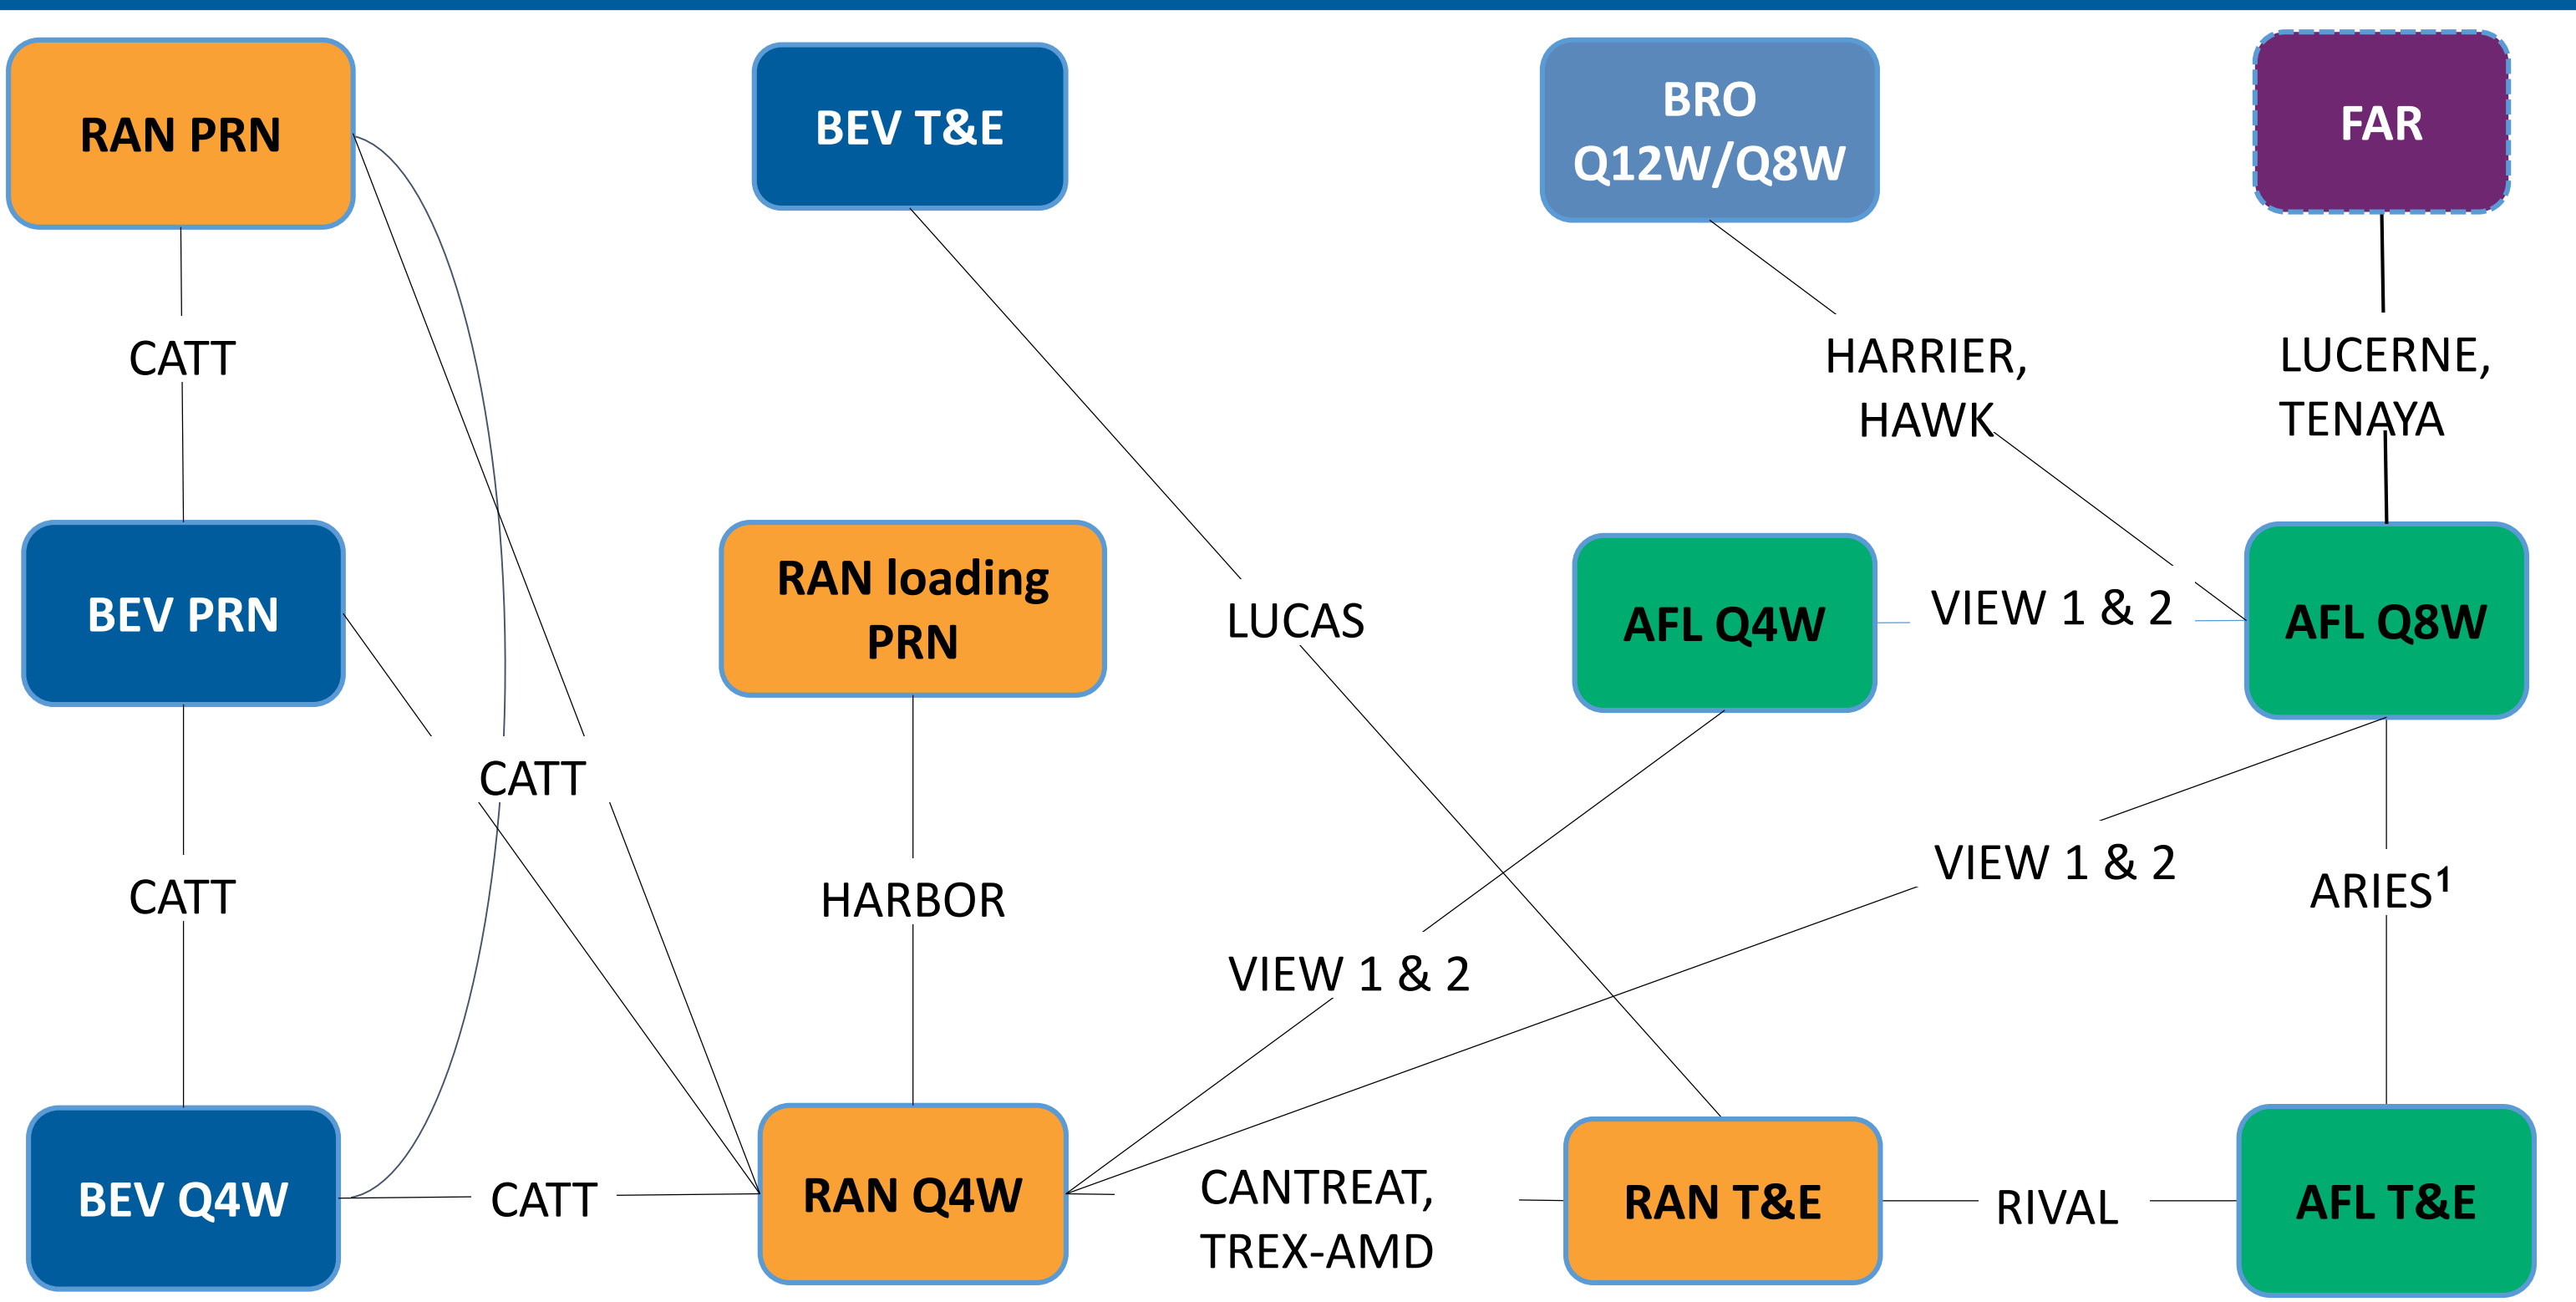 RAN PRN
BEV T&E
BRO
Q12W/Q8W
FAR
CATT
HARRIER,
HAWK
LUCERNE,
TENAYA
BEV PRN
RAN loading
PRN
LUCAS
AFL Q4W
VIEW 1 & 2
AFL Q8W
CATT
CATT
HARBOR
VIEW 1 & 2
VIEW 1 & 2
ARIES¹
BEV Q4W
CATT
RAN Q4W
CANTREAT,
TREX-AMD
RAN T&E
RIVAL
AFL T&E